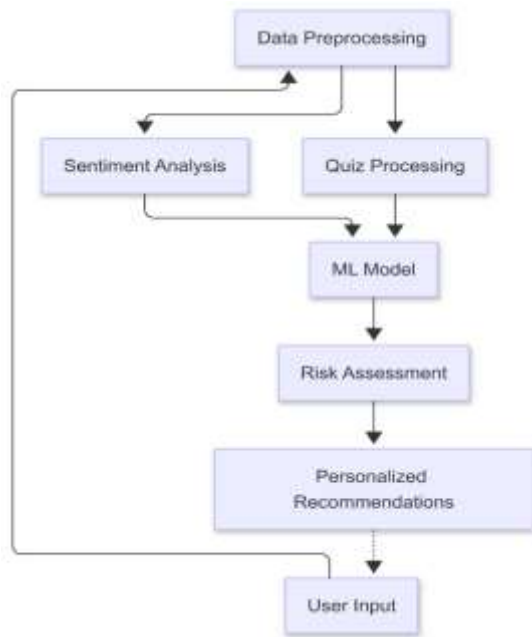 Data Preprocessing
Sentiment Analysis
Quiz Processing
ML Model
Risk Assessment
Personalized
Recommendations
User Input